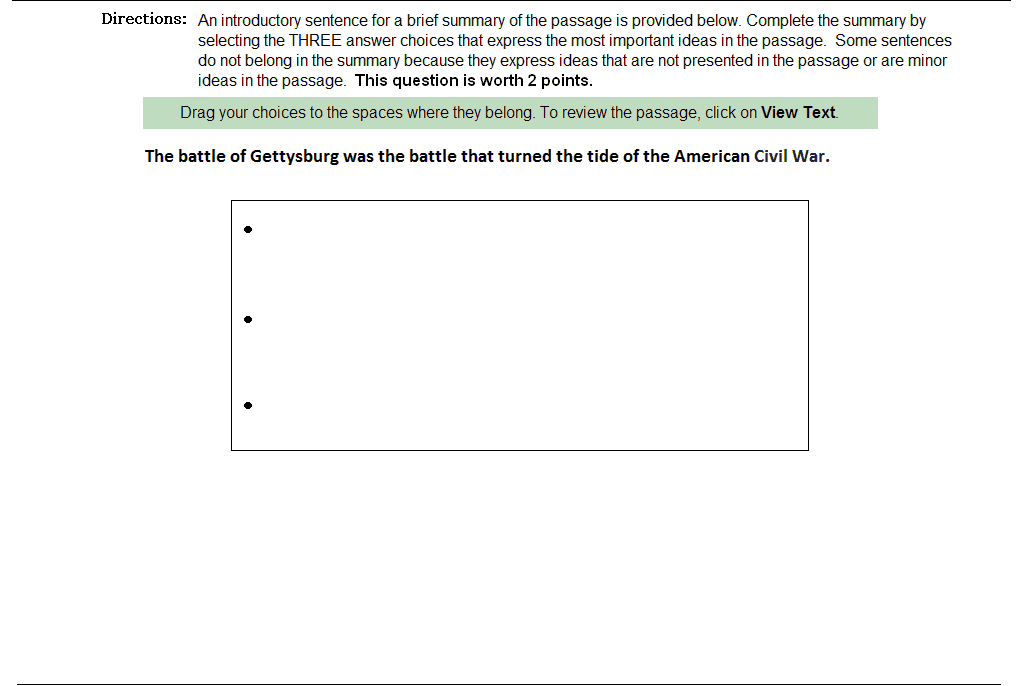 Directions: An introductory sentence for a brief summary of the passage is provided below. Complete the summary by
selecting the THREE answer choices that express the most important ideas in the passage. Some sentences
do not belong in the summary because they express ideas that are not presented in the passage or are minor
ideas in the passage. This question is worth 2 points.
Drag your choices to the spaces where they belong. To review the passage, click on View Text.
The battle of Gettysburg was the battle that turned the tide of the American Civil War.